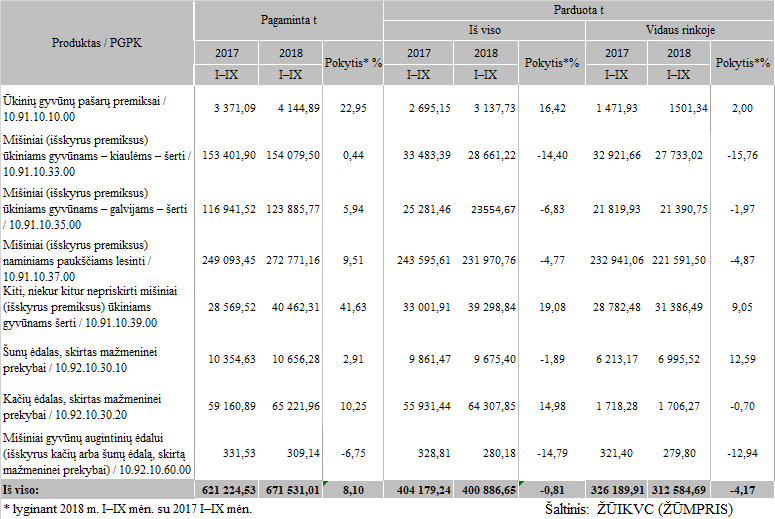 Produktas / PGPK Pagaminta t Parduota t
Iš viso Vidaus rinkoje
2017 2018 Pokytis* % 2017 2018 Pokytis*% 2017 2018 Pokytis*%
I–IX I–IX I–IX I–IX I–IX I–IX
Ūkinių gyvūnų pašarų premiksai /
10.91.10.10.00 3 371,09 4 144,89 22,95 2 695,15 3 137,73 16,42 1 471,93 1501,34 2,00
Mišiniai (išskyrus premiksus)
ūkiniams gyvūnams – kiaulėms – šerti / 153 401,90 154 079,50 0,44 33 483,39 28 661,22 -14,40 32 921,66 27 733,02 -15,76
10.91.10.33.00
Mišiniai (išskyrus premiksus)
ūkiniams gyvūnams – galvijams – šerti 116 941,52 123 885,77 5,94 25 281,46 23554,67 -6,83 21 819,93 21 390,75 -1,97
/ 10.91.10.35.00
Mišiniai (išskyrus premiksus)
naminiams paukščiams lesinti / 249 093,45 272 771,16 9,51 243 595,61 231 970,76 -4,77 232 941,06 221 591,50 -4,87
10.91.10.37.00
Kiti, niekur kitur nepriskirti mišiniai
(išskyrus premiksus) ūkiniams 28 569,52 40 462,31 41,63 33 001,91 39 298,84 19,08 28 782,48 31 386,49 9,05
gyvūnams šerti / 10.91.10.39.00
Šunų ėdalas, skirtas mažmeninei 10 354,63 10 656,28 2,91 9 861,47 9 675,40 -1,89 6 213,17 6 995,52 12,59
prekybai / 10.92.10.30.10
Kačių ėdalas, skirtas mažmeninei 59 160,89 65 221,96 10,25 55 931,44 64 307,85 14,98 1 718,28 1 706,27 -0,70
prekybai / 10.92.10.30.20
Mišiniai gyvūnų augintinių ėdalui
(išskyrus kačių arba šunų ėdalą, skirtą 331,53 309,14 -6,75 328,81 280,18 -14,79 321,40 279,80 -12,94
mažmeninei prekybai) / 10.92.10.60.00
Iš viso: 621 224,53 671 531,01 8,10 404 179,24 400 886,65 -0,81 326 189,91 312 584,69 -4,17
* lyginant 2018 m. I–IX mėn. su 2017 I–IX mėn. Šaltinis: ŽŪIKVC (ŽŪMPRIS)